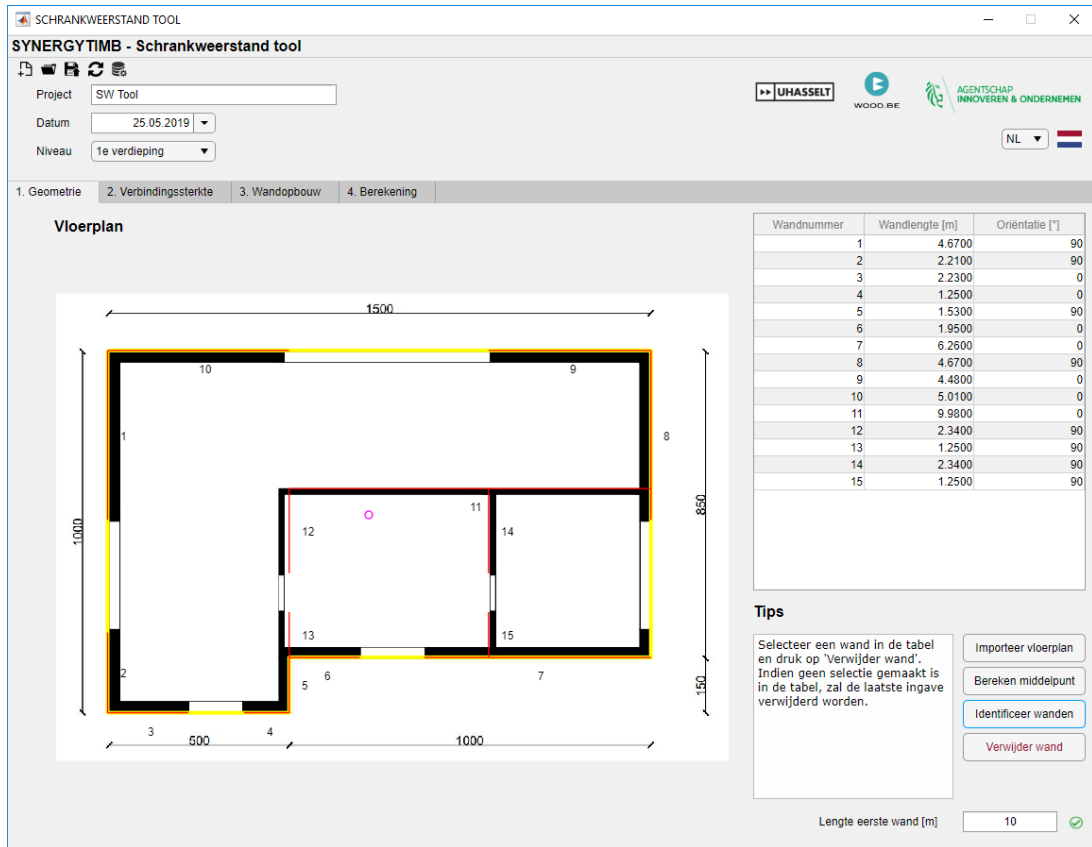 SCHRANKWEERSTAND TOOL
SYNERGYTIMB - Schrankweerstand tool
Project SW Tool
Datum 25.05.2019
Niveau 1e verdieping
UHASSELT
WOOD.BE
AGENTSCHAP
INNOVEREN & ONDERNEMEN
NL
1. Geometrie 2. Verbindingssterkte 3. Wandopbouw 4. Berekening
Vloerplan
1500
10 9
1 8
11
12 14
1000 850
13 15
2 5 6 7
150
3 4
500 1000
Wandnummer Wandlengte [m] Oriëntatie [°]
1 4.6700 90
2 2.2100 90
3 2.2300 0
4 1.2500 0
5 1.5300 90
6 1.9500 0
7 6.2600 0
8 4.6700 90
9 4.4800 0
10 5.0100 0
11 9.9800 0
12 2.3400 90
13 1.2500 90
14 2.3400 90
15 1.2500 90
Tips
Selecteer een wand in de tabel
en druk op 'Verwijder wand'.
Indien geen selectie gemaakt is
in de tabel, zal de laatste ingave
verwijderd worden.
Importeer vloerplan
Bereken middelpunt
Identificeer wanden
Verwijder wand
Lengte eerste wand [m] 10